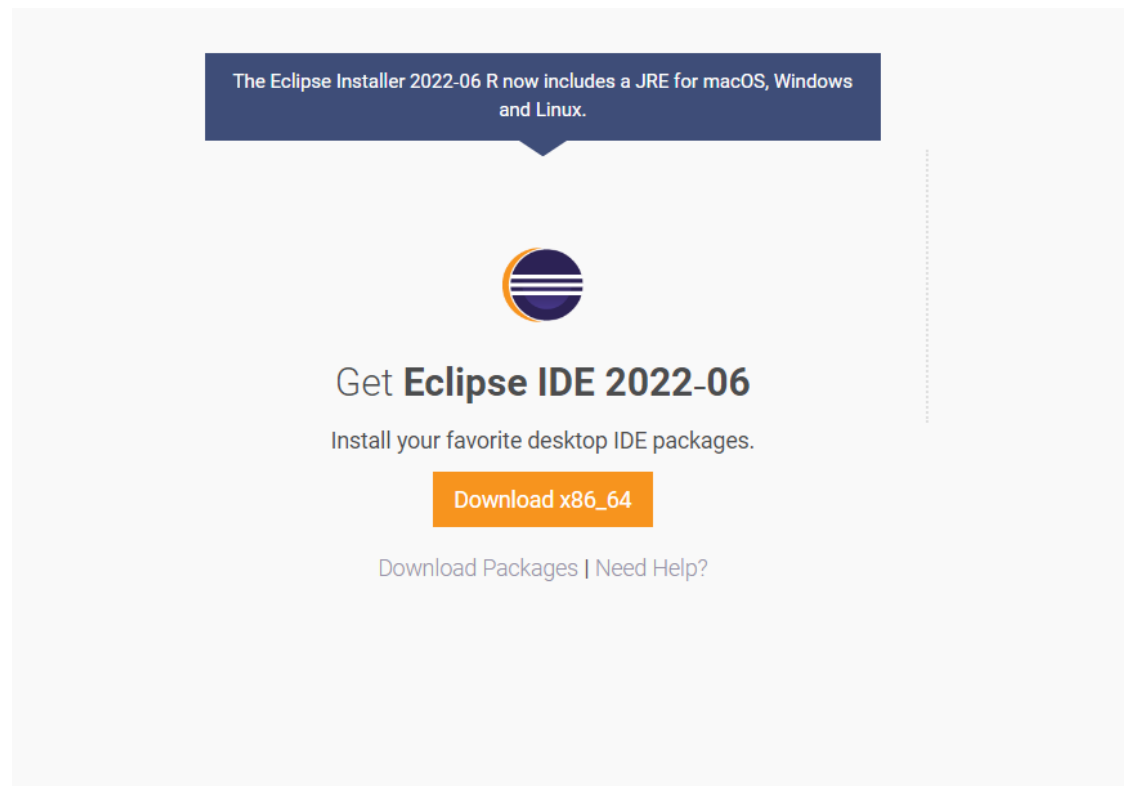 The Eclipse Installer 2022-06 R now includes a JRE for macOS, Windows
and Linux.
Get Eclipse IDE 2022-06
Install your favorite desktop IDE packages.
Download x86_64
Download Packages | Need Help?